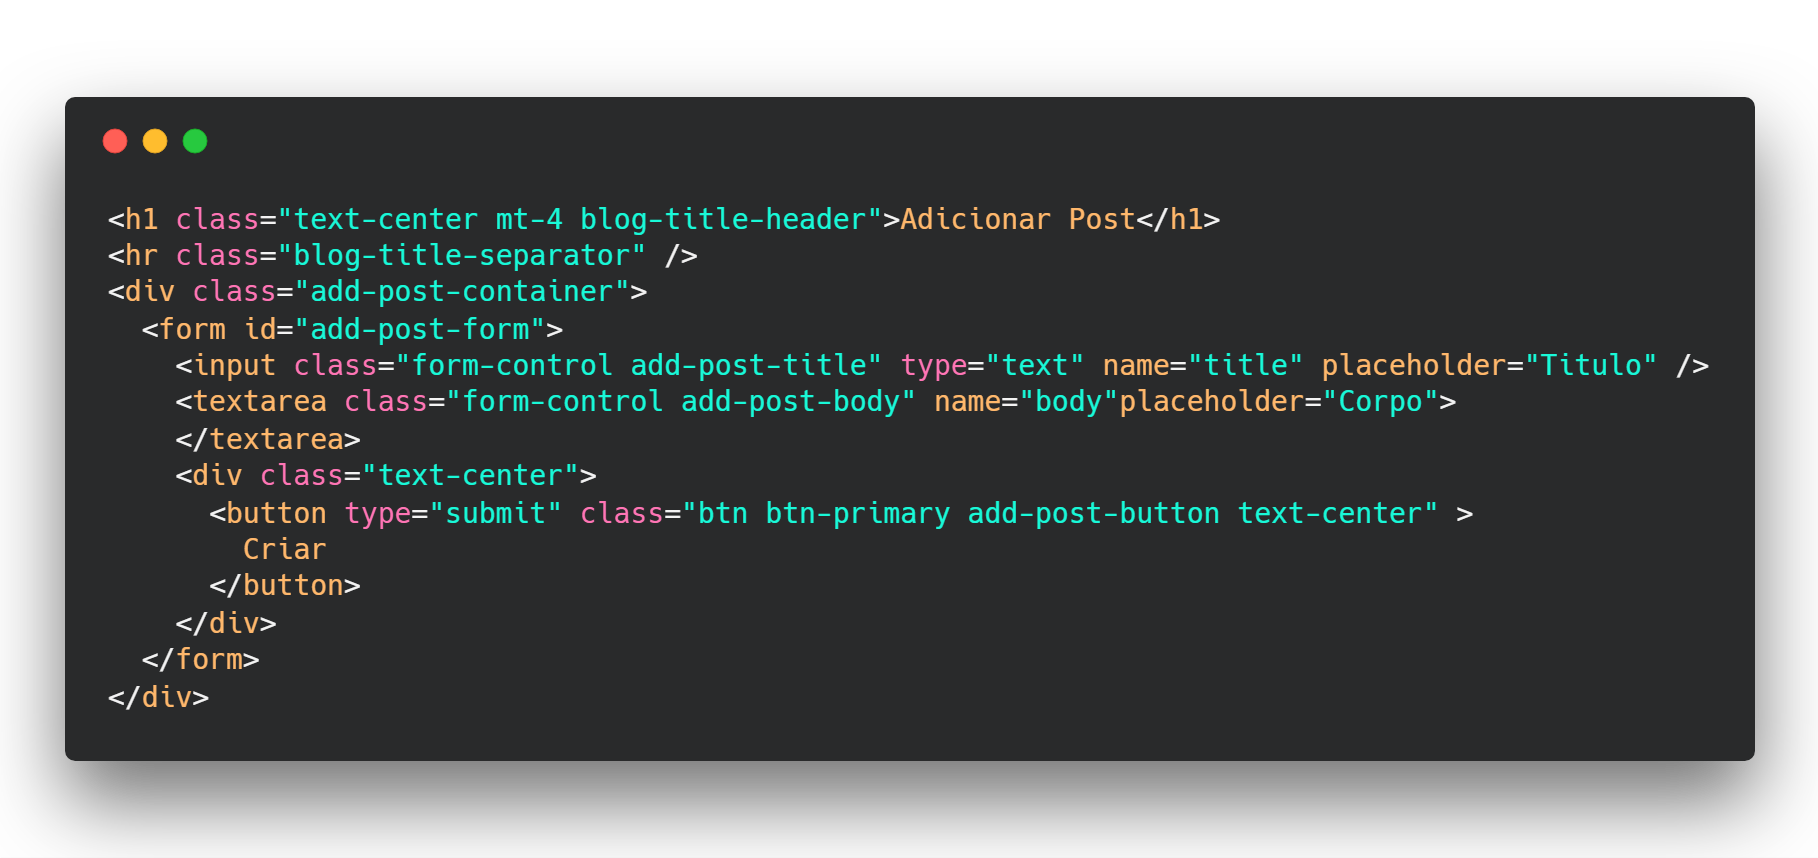 <h1 class="text-center mt-4 blog-title-header">Adicionar Post</h1>
<hr class="blog-title-separator" />
<div class="add-post-container">
  <form id="add-post-form">
    <input class="form-control add-post-title" type="text" name="title" placeholder="Titulo" />
    <textarea class="form-control add-post-body" name="body"placeholder="Corpo">
    </textarea>
    <div class="text-center">
      <button type="submit" class="btn btn-primary add-post-button text-center" >
        Criar
      </button>
    </div>
  </form>
</div>